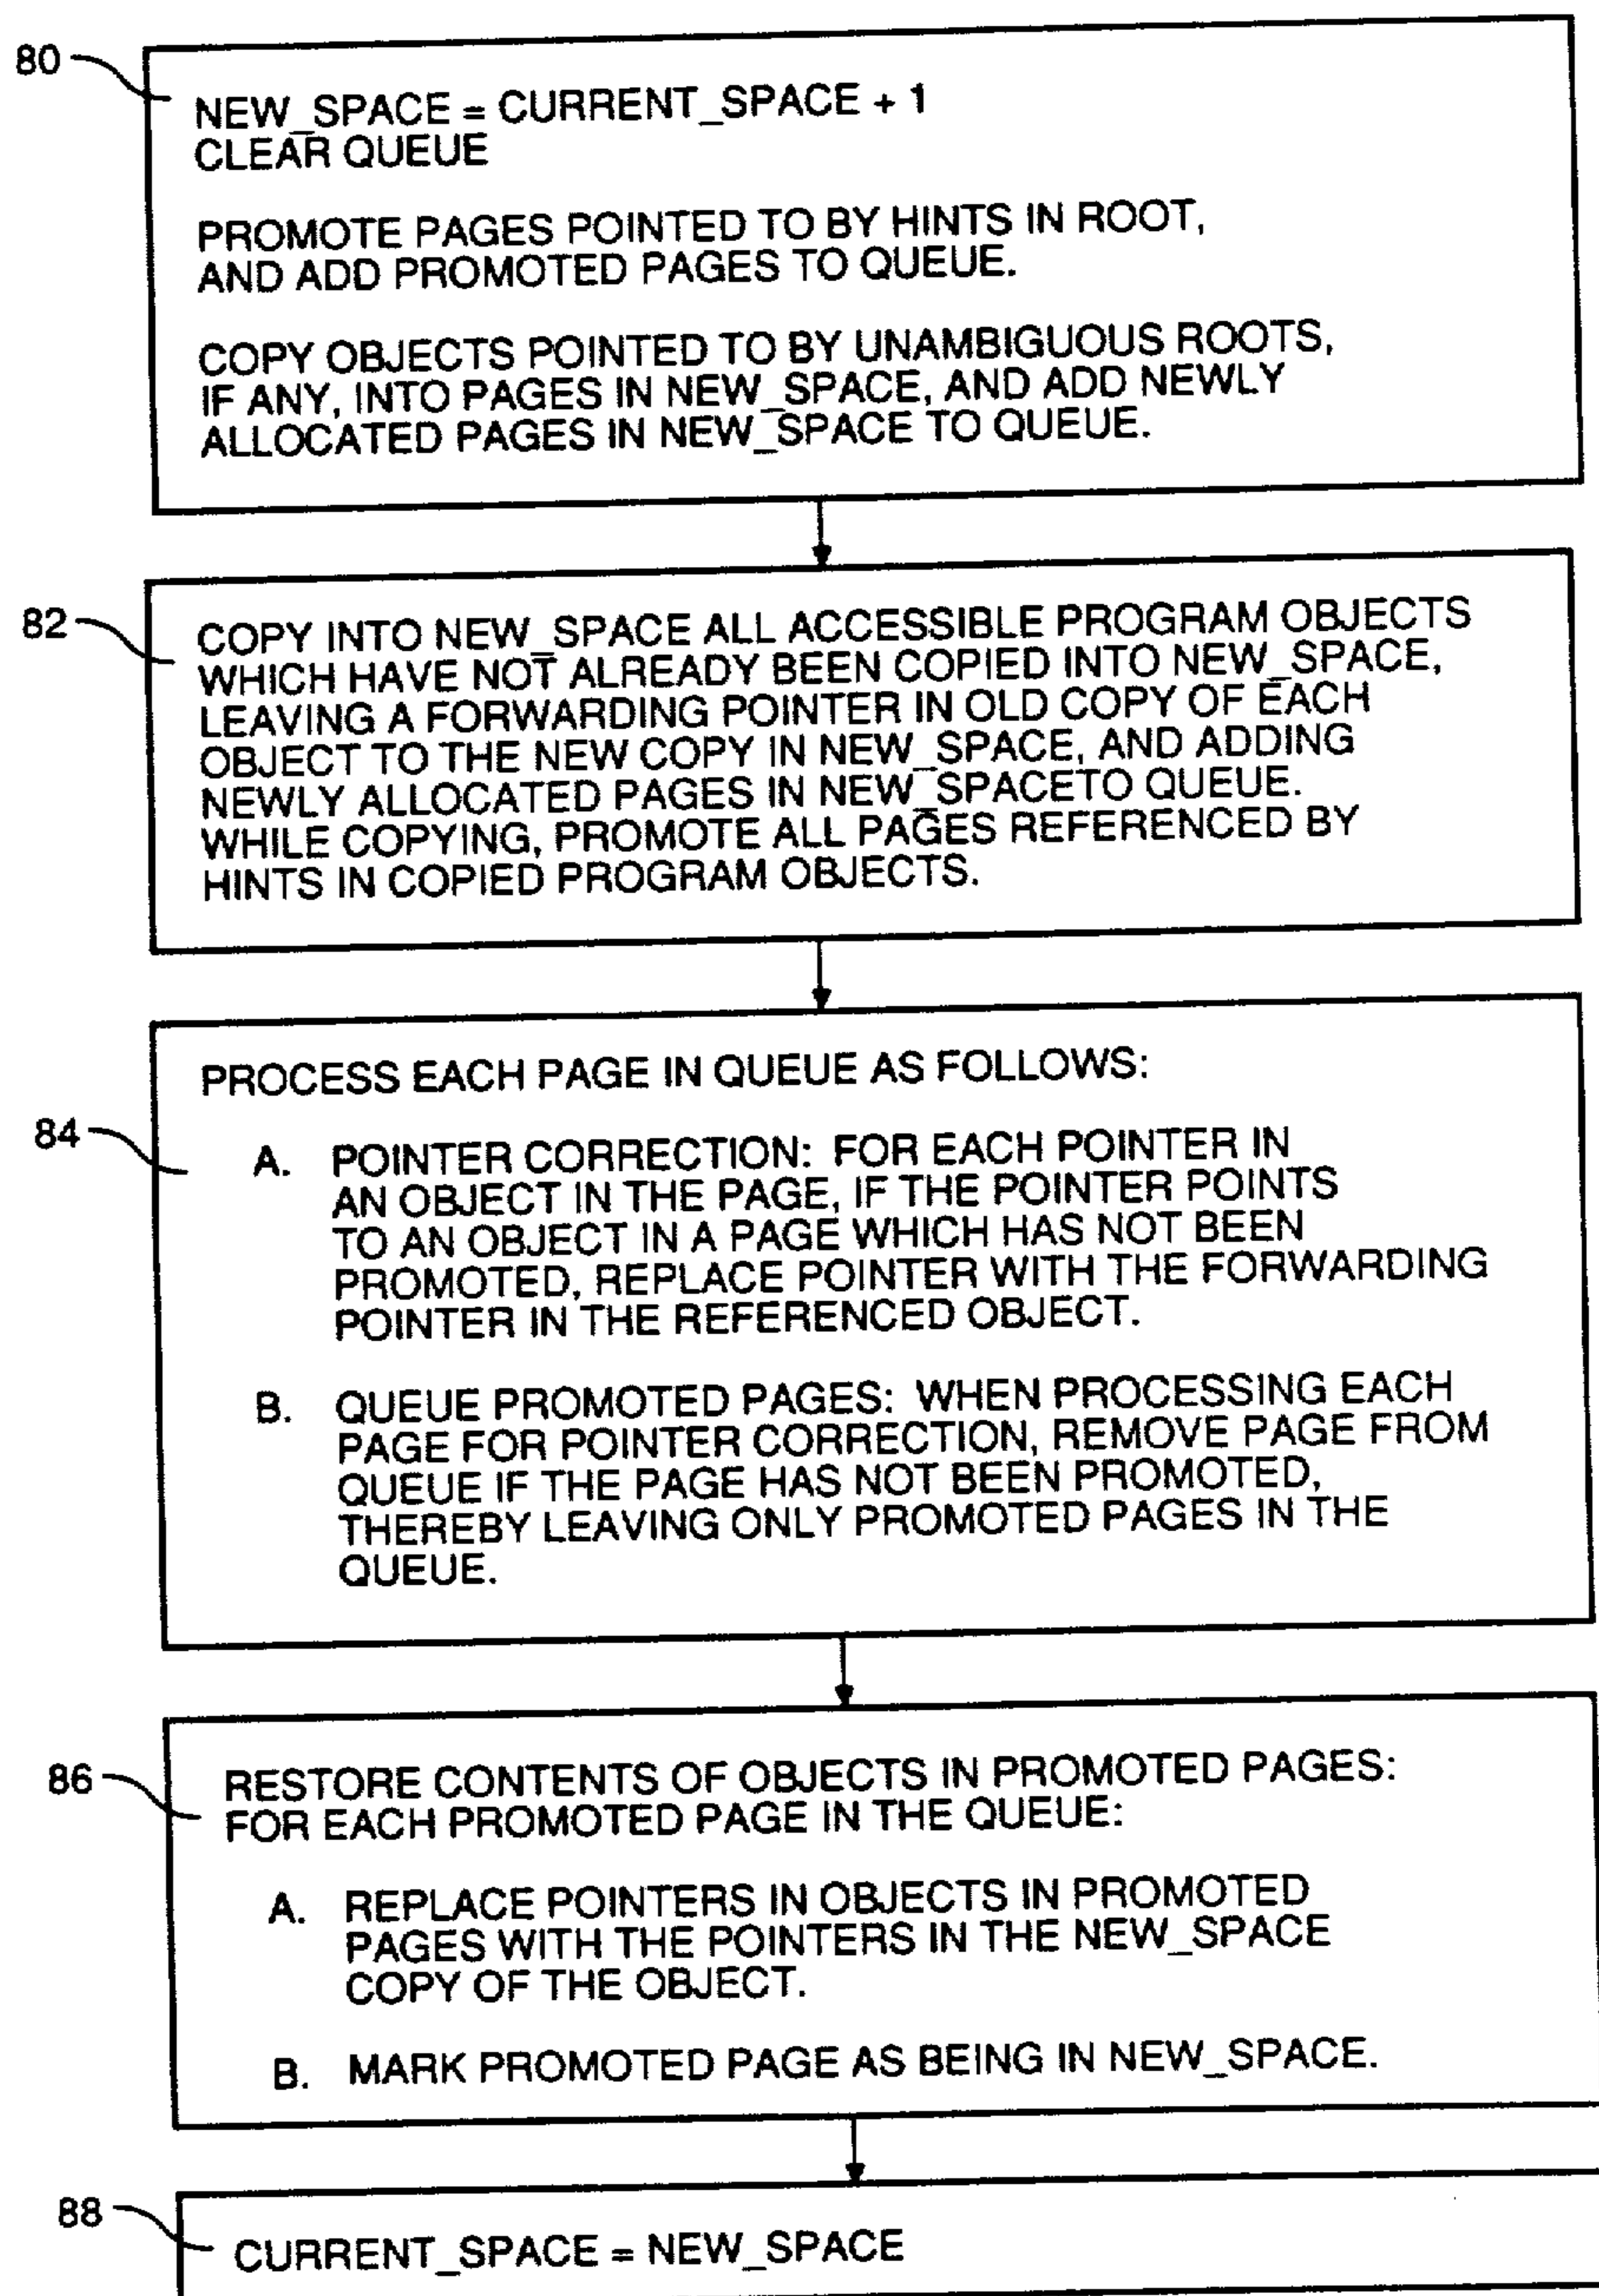 80
NEW_SPACE = CURRENT_SPACE + 1
CLEAR QUEUE
PROMOTE PAGES POINTED TO BY HINTS IN ROOT,
AND ADD PROMOTED PAGES TO QUEUE.
COPY OBJECTS POINTED TO BY UNAMBIGUOUS ROOTS,
IF ANY, INTO PAGES IN NEW_SPACE, AND ADD NEWLY
ALLOCATED PAGES IN NEW_SPACE TO QUEUE.
82
COPY INTO NEW_SPACE ALL ACCESSIBLE PROGRAM OBJECTS
WHICH HAVE NOT ALREADY BEEN COPIED INTO NEW_SPACE,
LEAVING A FORWARDING POINTER IN OLD COPY OF EACH
OBJECT TO THE NEW COPY IN NEW_SPACE, AND ADDING
NEWLY ALLOCATED PAGES IN NEW_SPACETO QUEUE.
WHILE COPYING, PROMOTE ALL PAGES REFERENCED BY
HINTS IN COPIED PROGRAM OBJECTS.
84
PROCESS EACH PAGE IN QUEUE AS FOLLOWS:
A. POINTER CORRECTION: FOR EACH POINTER IN
AN OBJECT IN THE PAGE, IF THE POINTER POINTS
TO AN OBJECT IN A PAGE WHICH HAS NOT BEEN
PROMOTED, REPLACE POINTER WITH THE FORWARDING
POINTER IN THE REFERENCED OBJECT.
B. QUEUE PROMOTED PAGES: WHEN PROCESSING EACH
PAGE FOR POINTER CORRECTION, REMOVE PAGE FROM
QUEUE IF THE PAGE HAS NOT BEEN PROMOTED,
THEREBY LEAVING ONLY PROMOTED PAGES IN THE
QUEUE.
86
RESTORE CONTENTS OF OBJECTS IN PROMOTED PAGES:
FOR EACH PROMOTED PAGE IN THE QUEUE:
A. REPLACE POINTERS IN OBJECTS IN PROMOTED
PAGES WITH THE POINTERS IN THE NEW_SPACE
COPY OF THE OBJECT.
B. MARK PROMOTED PAGE AS BEING IN NEW_SPACE.
88
CURRENT_SPACE = NEW_SPACE